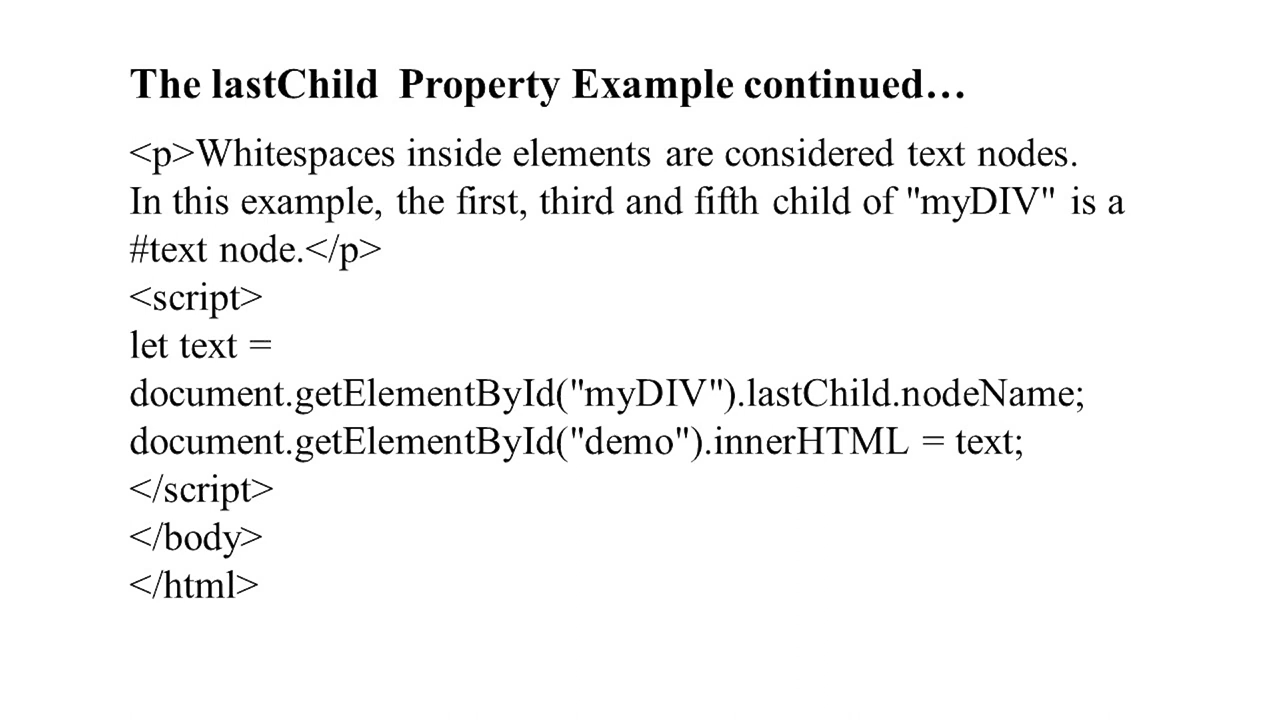 The lastChild  Property Example continued…
<p>Whitespaces inside elements are considered text nodes.
In this example, the first, third and fifth child of "myDIV" is a
#text node.</p>
<script>
let text =
document.getElementById("myDIV").lastChild.nodeName;
document.getElementById("demo").innerHTML = text;
</script>
</body>
</html>